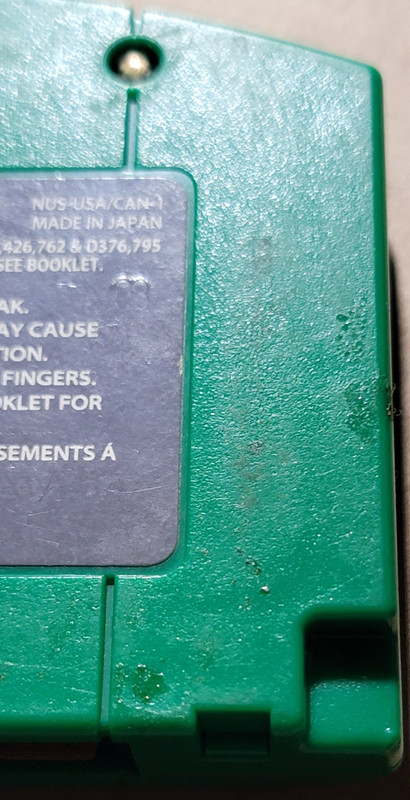 NUS-USA/CAN-1
MADE IN JAPAN
,426,762 & D376,795
SEE BOOKLET.
AK.
AY CAUSE
TION.
FINGERS.
OKLET FOR
SEMENTS Á